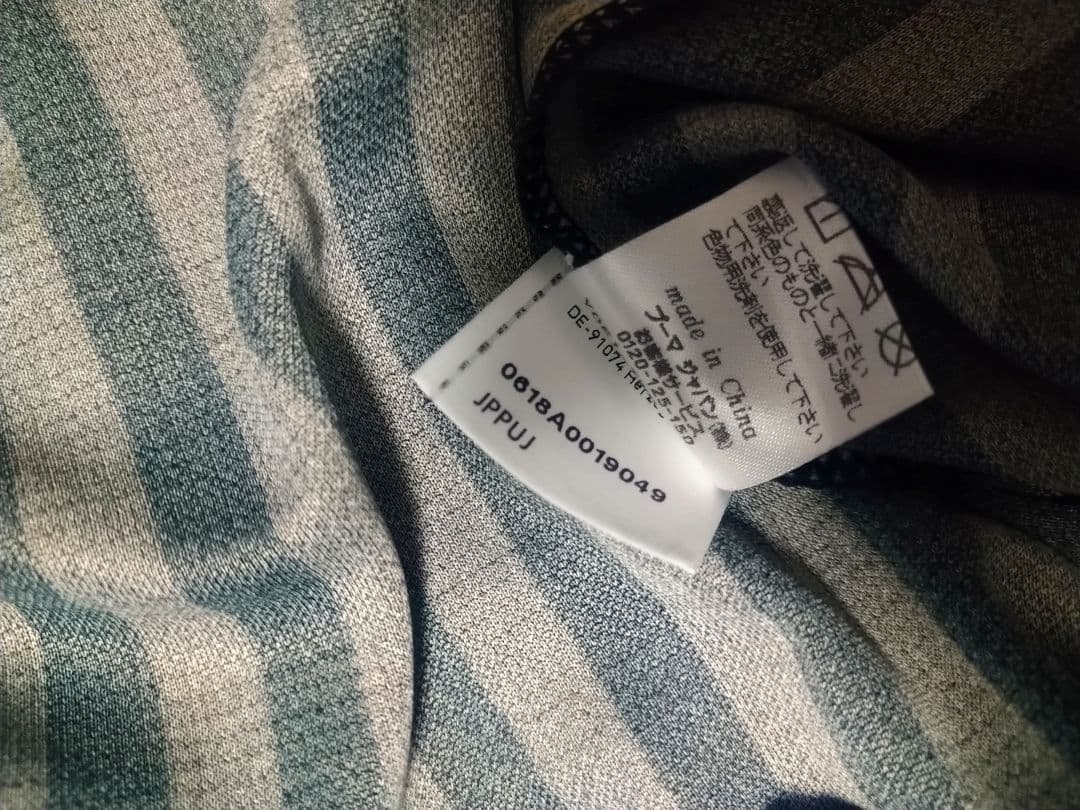 裏返して洗濯して下さい
同系色のものと一緒に洗濯し
て下さい
色物用洗剤を使用して下さい
made in China
プーマ ジャパン(株)
お客様サービス
0120-125-150
DE-91074
0618A0019049
JPPUJ